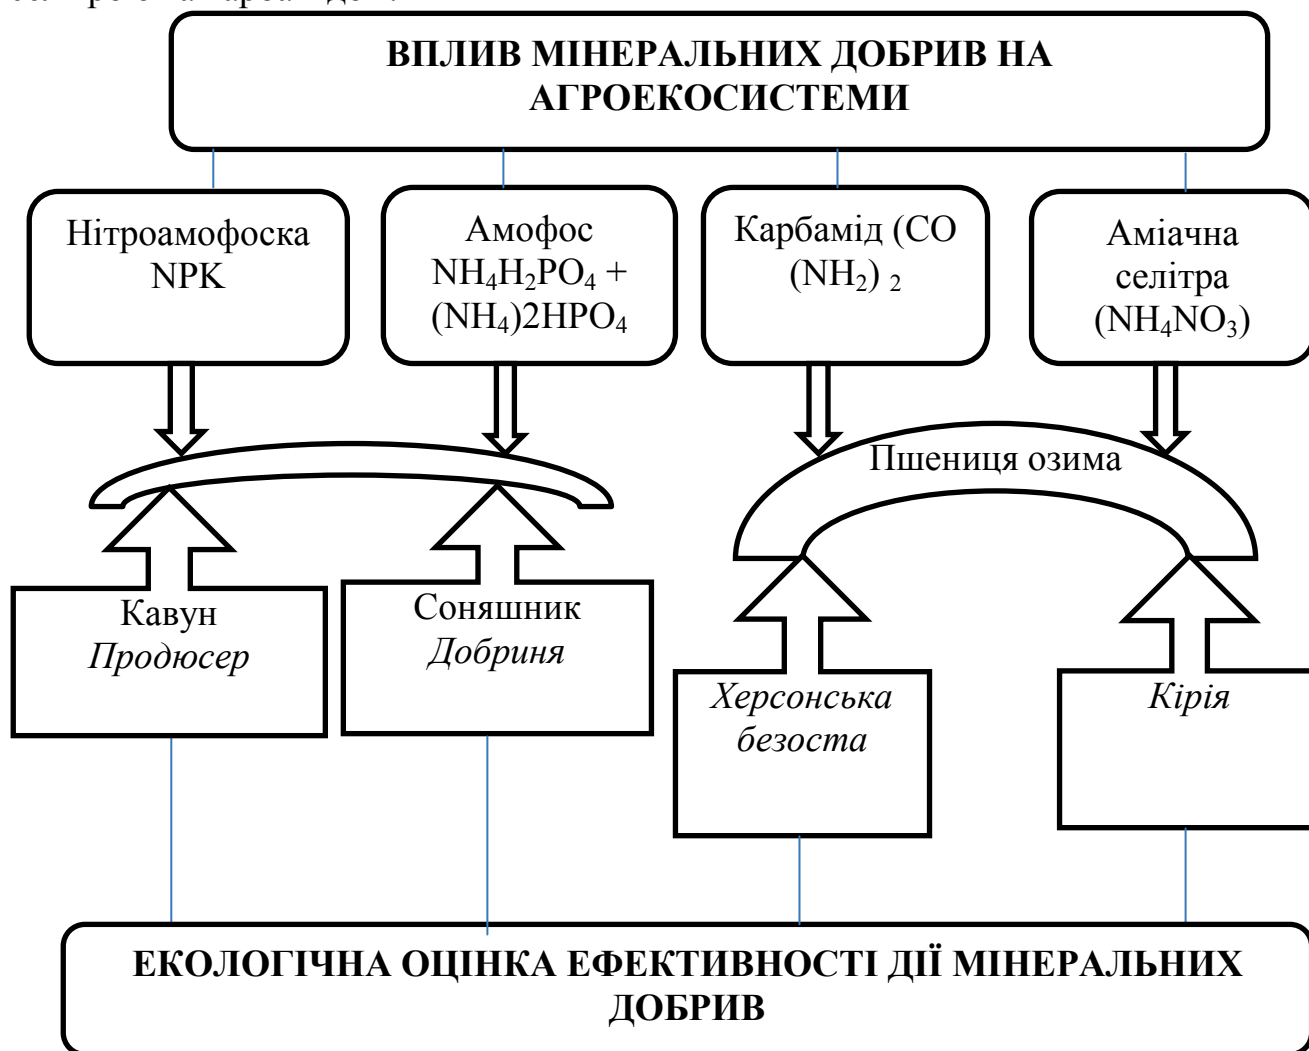 ВПЛИВ МІНЕРАЛЬНИХ ДОБРИВ НА
АГРОЕКОСИСТЕМИ
Нітроамофоска
NPK
Амофос
NH₄H₂PO₄ +
(NH₄)2HPO₄
Карбамід (CO
(NH₂) ₂
Аміачна
селітра
(NH₄NO₃)
Пшениця озима
Кавун
Продюсер
Соняшник
Добриня
Херсонська
безоста
Кірія
ЕКОЛОГІЧНА ОЦІНКА ЕФЕКТИВНОСТІ ДІЇ МІНЕРАЛЬНИХ
ДОБРИВ